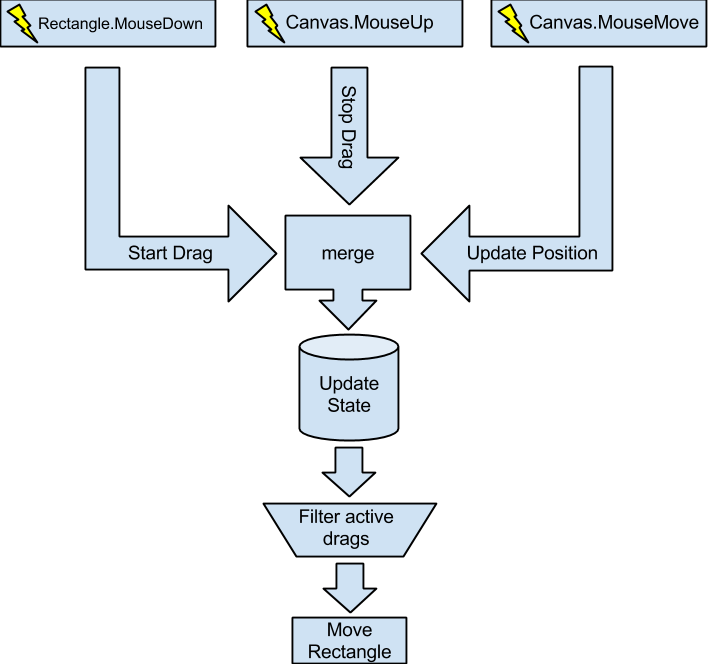 Rectangle.MouseDown
Canvas.MouseUp
Canvas.MouseMove
Stop Drag
Start Drag
merge
Update Position
Update
State
Filter active
drags
Move
Rectangle